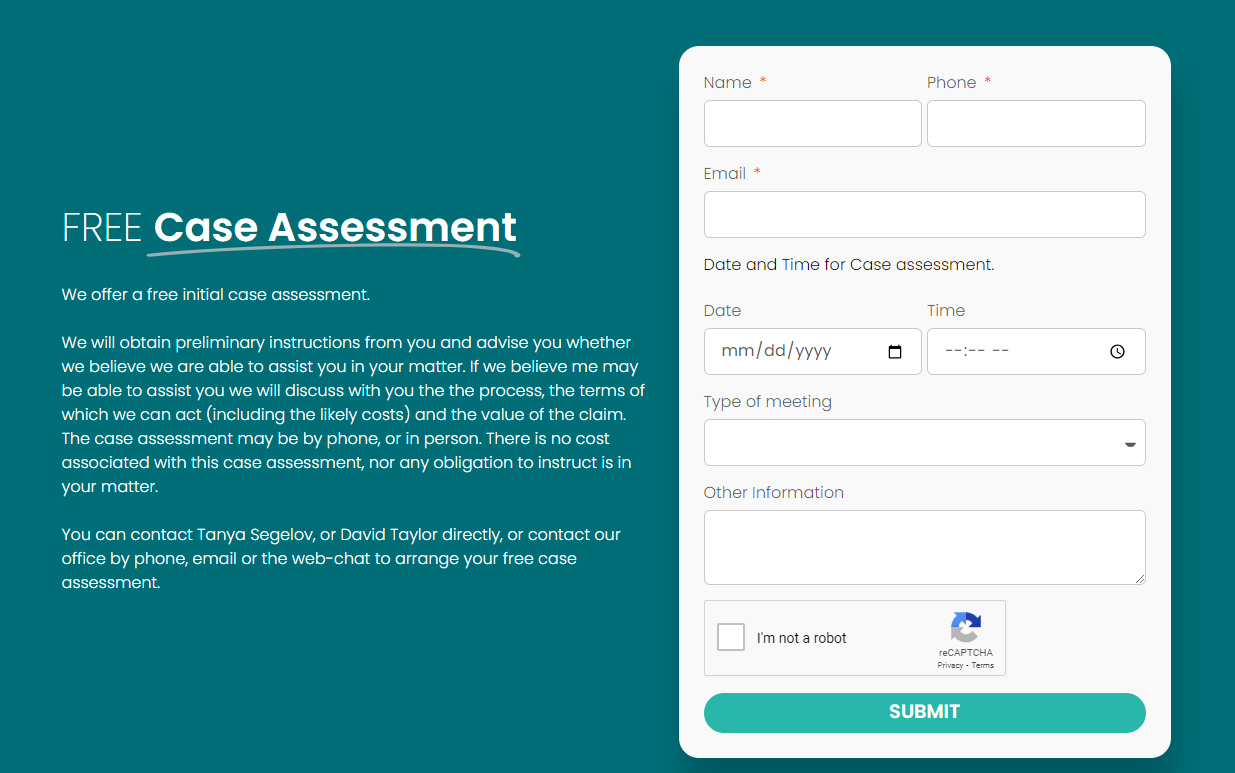 FREE Case Assessment
We offer a free initial case assessment.
We will obtain preliminary instructions from you and advise you whether
we believe we are able to assist you in your matter. If we believe me may
be able to assist you we will discuss with you the the process, the terms of
which we can act (including the likely costs) and the value of the claim.
The case assessment may be by phone, or in person. There is no cost
associated with this case assessment, nor any obligation to instruct is in
your matter.
You can contact Tanya Segelov, or David Taylor directly, or contact our
office by phone, email or the web-chat to arrange your free case
assessment.
Name *
Phone *
Email *
Date and Time for Case assessment.
Date
Time
mm/dd/yyyy
--:-- --
Type of meeting
Other Information
I'm not a robot
reCAPTCHA
Privacy - Terms
SUBMIT